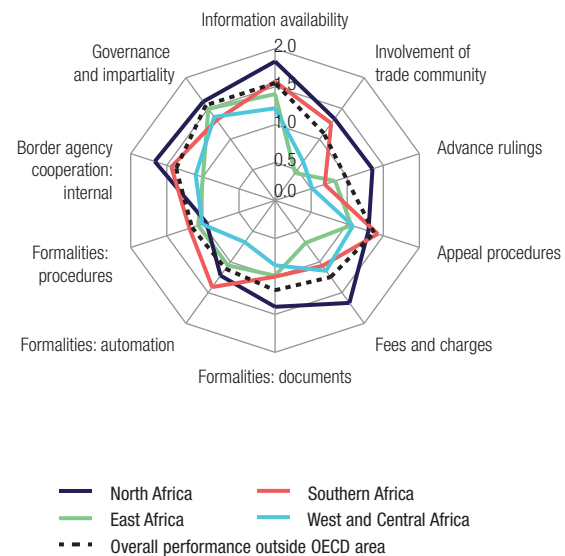 Information availability
Governance
and impartiality
Involvement of
trade community
2.0
1.5
1.0
0.5
0.0
Border agency
cooperation:
internal
Advance rulings
Formalities:
procedures
Appeal procedures
Formalities: automation
Fees and charges
Formalities: documents
North Africa
Southern Africa
East Africa
West and Central Africa
Overall performance outside OECD area